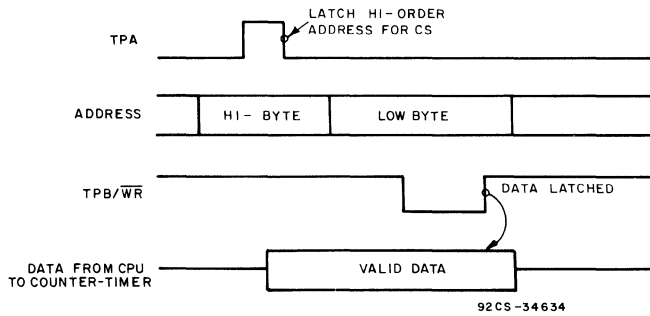 LATCH HI-ORDER
ADDRESS FOR CS
TPA
ADDRESS
HI- BYTE
LOW BYTE
TPB/WR
DATA LATCHED
DATA FROM CPU
TO COUNTER-TIMER
VALID DATA
92CS-34634